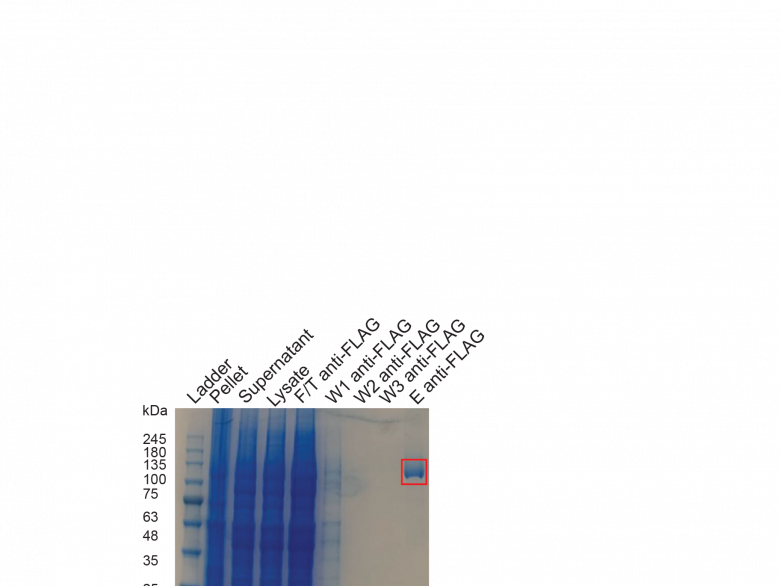 Ladder
Pellet
Supernatant
Lysate
F/T anti-FLAG
W1 anti-FLAG
W2 anti-FLAG
W3 anti-FLAG
E anti-FLAG
kDa
245
180
135
100
75
63
48
35